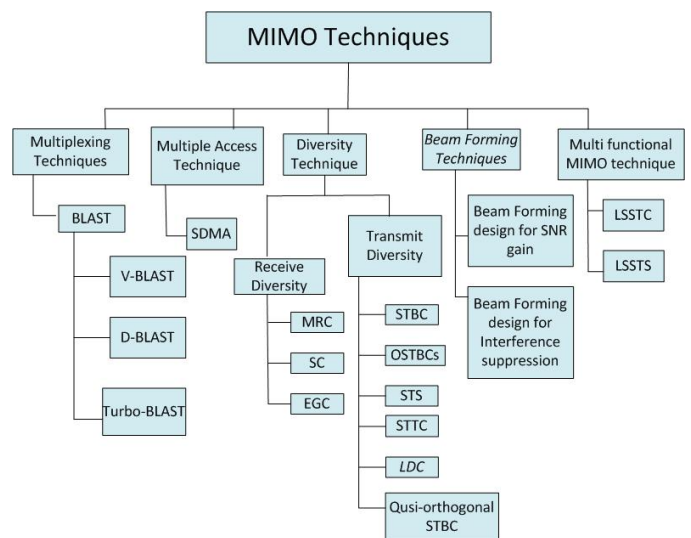 MIMO Techniques
Multiplexing
Techniques
Multiple Access
Technique
Diversity
Technique
Beam Forming
Techniques
Multi functional
MIMO technique
BLAST
V-BLAST
D-BLAST
Turbo-BLAST
SDMA
Receive
Diversity
MRC
SC
EGC
Transmit
Diversity
STBC
OSTBCs
STS
STTC
LDC
Qusi-orthogonal
STBC
Beam Forming
design for SNR
gain
Beam Forming
design for
Interference
suppression
LSSTC
LSSTS